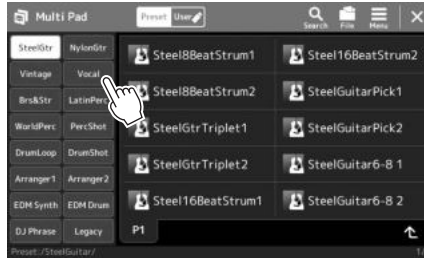 Multi Pad
Preset User
Search File Menu
SteelGtr NylonGtr
Vintage Vocal
Brs&Str LatinPerc
WorldPerc PercShot
DrumLoop DrumShot
Arranger1 Arranger2
EDM Synth EDM Drum
DJ Phrase Legacy
Steel8BeatStrum1 Steel16BeatStrum2
Steel8BeatStrum2 SteelGuitarPick1
SteelGtrTriplet1 SteelGuitarPick2
SteelGtrTriplet2 SteelGuitar6-8 1
Steel16BeatStrum1 SteelGuitar6-8 2
P1
Preset:/SteelGuitar/